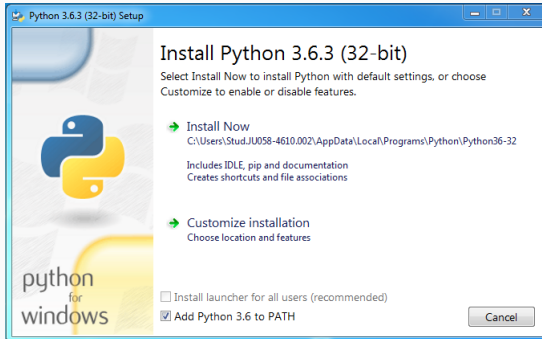 Python 3.6.3 (32-bit) Setup
Install Python 3.6.3 (32-bit)
Select Install Now to install Python with default settings, or choose
Customize to enable or disable features.
Install Now
C:\Users\Stud.JU058-4610.002\AppData\Local\Programs\Python\Python36-32
Includes IDLE, pip and documentation
Creates shortcuts and file associations
Customize installation
Choose location and features
python
for
windows
Install launcher for all users (recommended)
Add Python 3.6 to PATH
Cancel